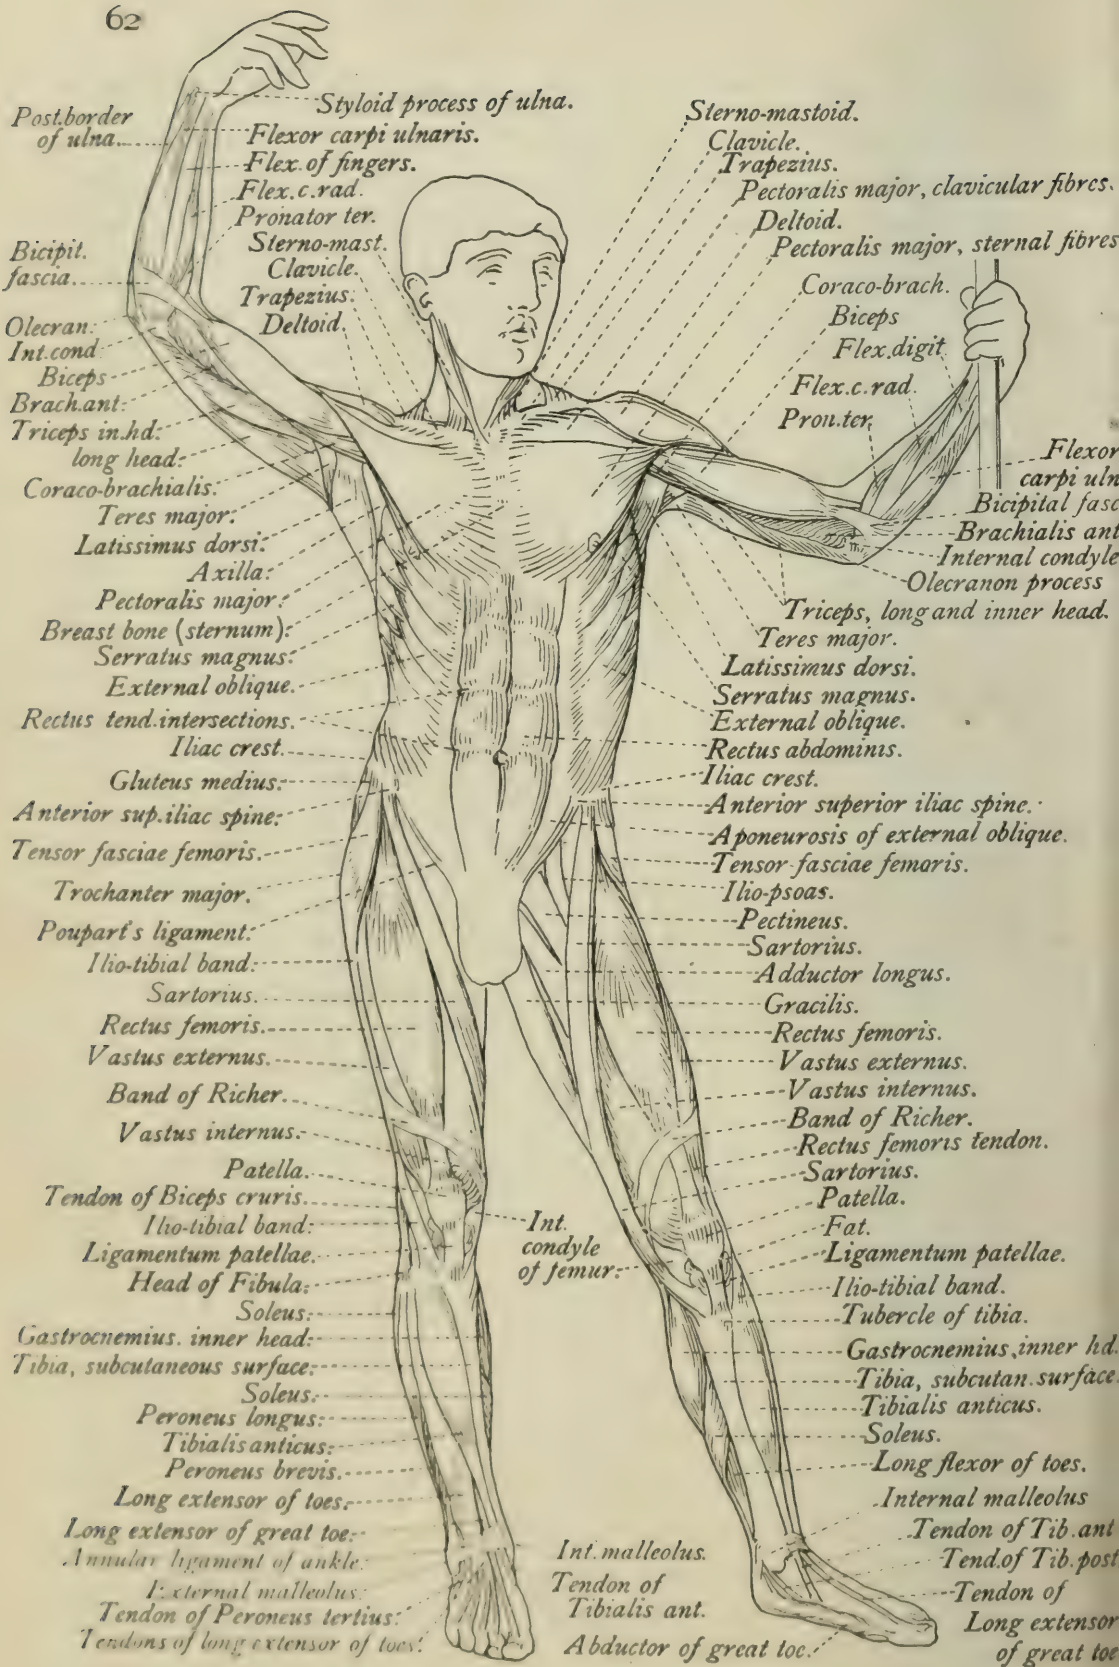 62
Post. border
of ulna.
Styloid process of ulna.
Flexor carpi ulnaris.
Flex. of fingers.
Flex. c. rad.
Pronator ter.
Sterno-mast.
Clavicle.
Trapezius.
Deltoid.
Bicipit.
fascia.
Olecran.
Int. cond
Biceps
Brach. ant.
Triceps in. hd.
long head.
Coraco-brachialis.
Teres major.
Latissimus dorsi.
Axilla.
Pectoralis major.
Breast bone (sternum).
Serratus magnus.
External oblique.
Rectus tend. intersections.
Iliac crest.
Gluteus medius.
Anterior sup. iliac spine.
Tensor fasciae femoris.
Trochanter major.
Poupart's ligament.
Ilio-tibial band.
Sartorius.
Rectus femoris.
Vastus externus.
Band of Richer.
Vastus internus.
Patella.
Tendon of Biceps cruris.
Ilio-tibial band.
Ligamentum patellae.
Head of Fibula.
Soleus.
Gastrocnemius. inner head.
Tibia, subcutaneous surface.
Soleus.
Peroneus longus.
Tibialis anticus.
Peroneus brevis.
Long extensor of toes.
Long extensor of great toe.
Annular ligament of ankle.
External malleolus.
Tendon of Peroneus tertius.
Tendons of long extensor of toes.
Sterno-mastoid.
Clavicle.
Trapezius.
Pectoralis major, clavicular fibres.
Deltoid.
Pectoralis major, sternal fibres
Coraco-brach.
Biceps
Flex. digit
Flex. c. rad.
Pron. ter.
Flexor
carpi uln
Bicipital fasc
Brachialis ant
Internal condyle
Olecranon process
Triceps, long and inner head.
Teres major.
Latissimus dorsi.
Serratus magnus.
External oblique.
Rectus abdominis.
Iliac crest.
Anterior superior iliac spine.
Aponeurosis of external oblique.
Tensor fasciae femoris.
Ilio-psoas.
Pectineus.
Sartorius.
Adductor longus.
Gracilis.
Rectus femoris.
Vastus externus.
Vastus internus.
Band of Richer.
Rectus femoris tendon.
Sartorius.
Patella.
Fat.
Int.
condyle
of femur.
Ligamentum patellae.
Ilio-tibial band.
Tubercle of tibia.
Gastrocnemius, inner hd.
Tibia, subcutan. surface.
Tibialis anticus.
Soleus.
Long flexor of toes.
Internal malleolus
Tendon of Tib. ant
Tend. of Tib. post
Tendon of
Long extensor
of great toe
Int. malleolus.
Tendon of
Tibialis ant.
Abductor of great toe.